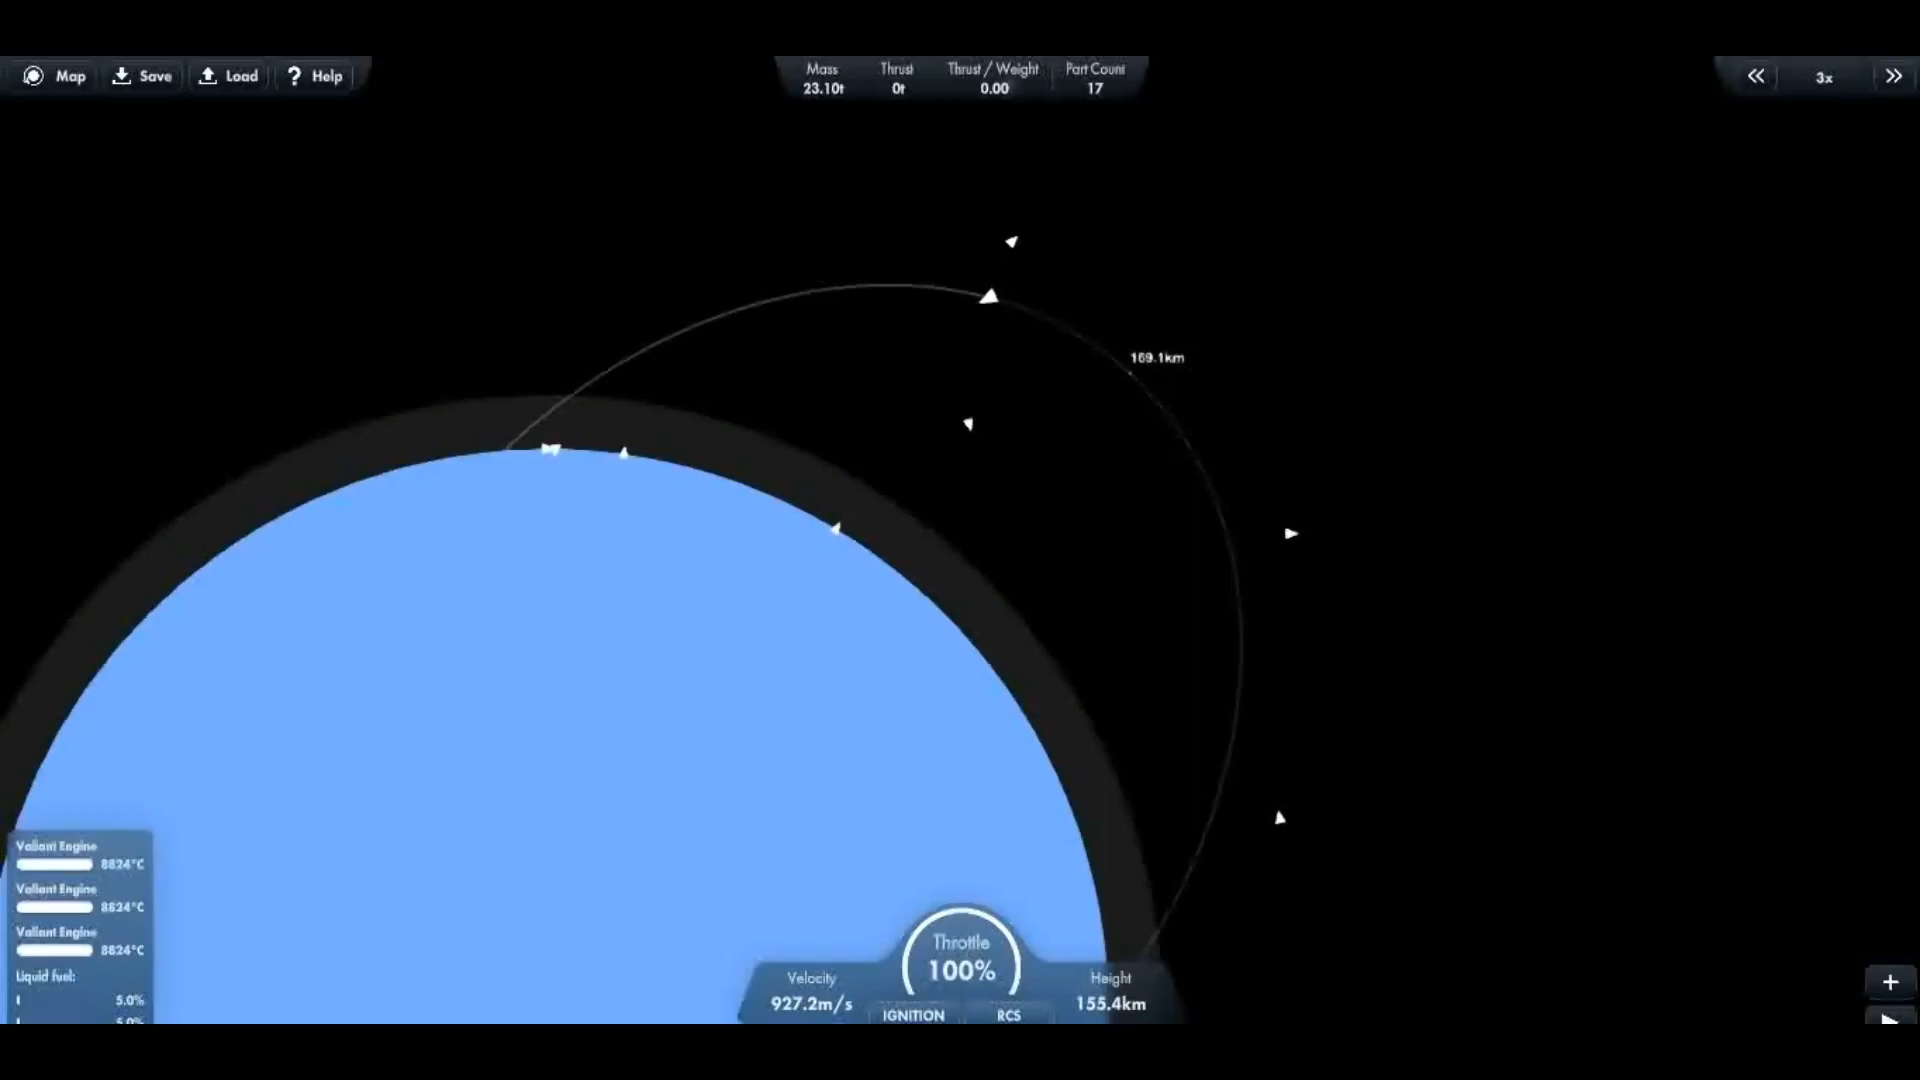 Map Save Load ? Help
Mass Thrust Thrust / Weight Part Count
23.10t 0t 0.00 17
3x
169.1km
Valiant Engine
8824°C
Valiant Engine
8824°C
Valiant Engine
8824°C
Liquid fuel:
5.0%
5.0%
Throttle
100%
Velocity
927.2m/s
IGNITION RCS
Height
155.4km